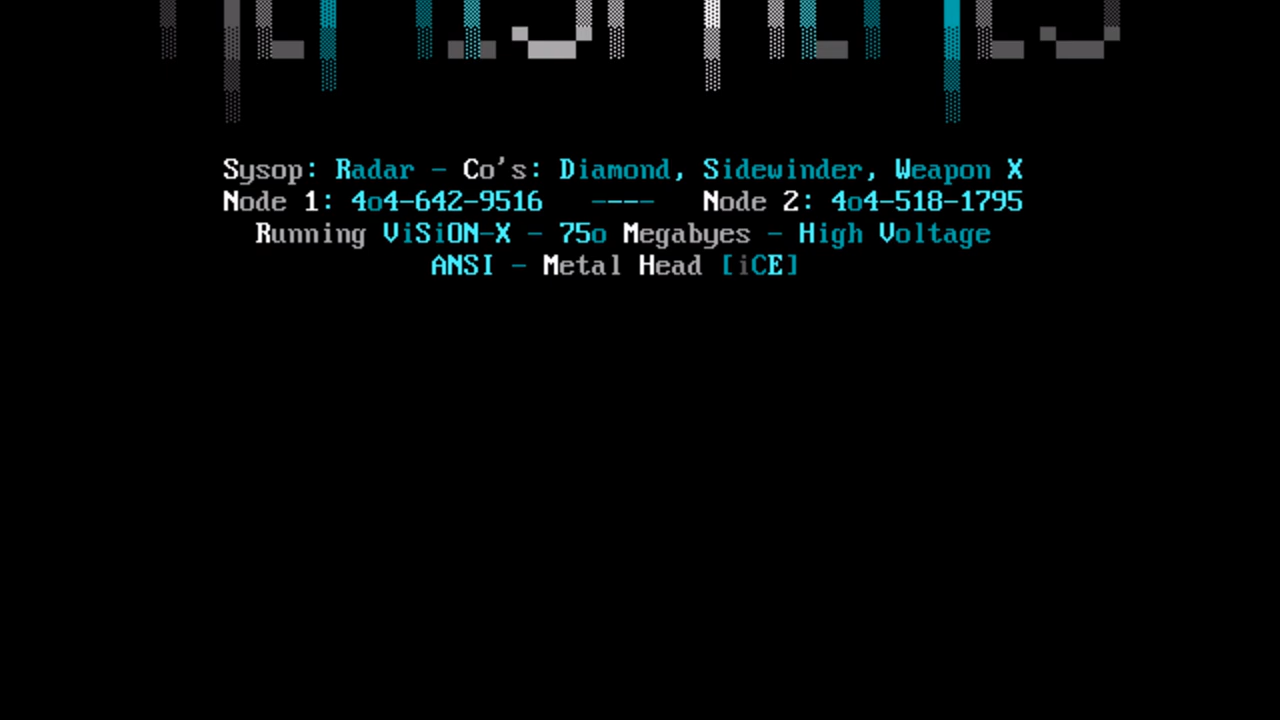 Sysop: Radar - Co's: Diamond, Sidewinder, Weapon X
Node 1: 4o4-642-9516 ---- Node 2: 4o4-518-1795
Running ViSiON-X - 75o Megabyes - High Voltage
ANSI - Metal Head [iCE]